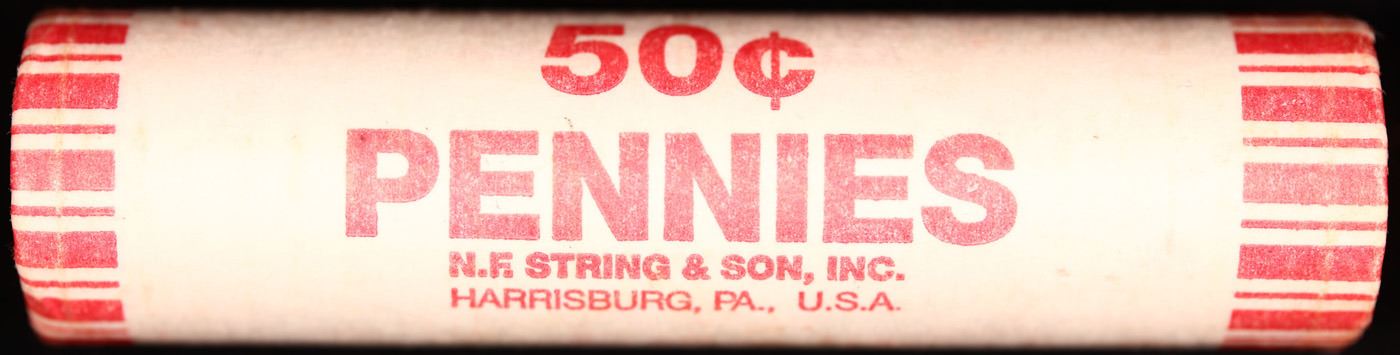 50¢
PENNIES
N.F. STRING & SON, INC.
HARRISBURG, PA., U.S.A.